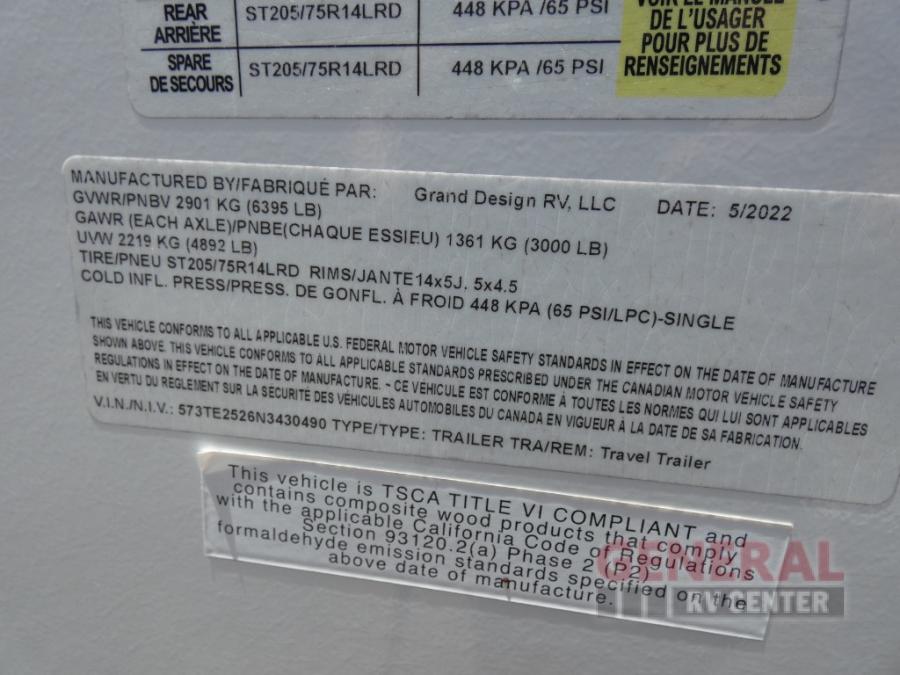 VOIR LE MANUEL
DE L'USAGER
POUR PLUS DE
RENSEIGNEMENTS
REAR
ARRIÈRE
ST205/75R14LRD
448 KPA /65 PSI
SPARE
DE SECOURS
ST205/75R14LRD
448 KPA /65 PSI
MANUFACTURED BY/FABRIQUÉ PAR: Grand Design RV, LLC DATE: 5/2022
GVWR/PNBV 2901 KG (6395 LB)
GAWR (EACH AXLE)/PNBE(CHAQUE ESSIEU) 1361 KG (3000 LB)
UVW 2219 KG (4892 LB)
TIRE/PNEU ST205/75R14LRD RIMS/JANTE14x5J, 5x4.5
COLD INFL. PRESS/PRESS. DE GONFL. À FROID 448 KPA (65 PSI/LPC)-SINGLE
THIS VEHICLE CONFORMS TO ALL APPLICABLE U.S. FEDERAL MOTOR VEHICLE SAFETY STANDARDS IN EFFECT ON THE DATE OF MANUFACTURE
SHOWN ABOVE. THIS VEHICLE CONFORMS TO ALL APPLICABLE STANDARDS PRESCRIBED UNDER THE CANADIAN MOTOR VEHICLE SAFETY
REGULATIONS IN EFFECT ON THE DATE OF MANUFACTURE. - CE VÉHICULE EST CONFORME À TOUTES LES NORMES QUI LUI SONT APPLICABLES
EN VERTU DU RÈGLEMENT SUR LA SÉCURITÉ DES VÉHICULES AUTOMOBILES DU CANADA EN VIGUEUR À LA DATE DE SA FABRICATION.
V.I.N./N.I.V.: 573TE2526N3430490 TYPE/TYPE: TRAILER TRA/REM: Travel Trailer
This vehicle is TSCA TITLE VI COMPLIANT and
contains composite wood products that comply
with the applicable California Code of Regulations
Section 93120.2(a) Phase 2 (P2)
formaldehyde emission standards specified on the
above date of manufacture.
GENERAL
RV CENTER